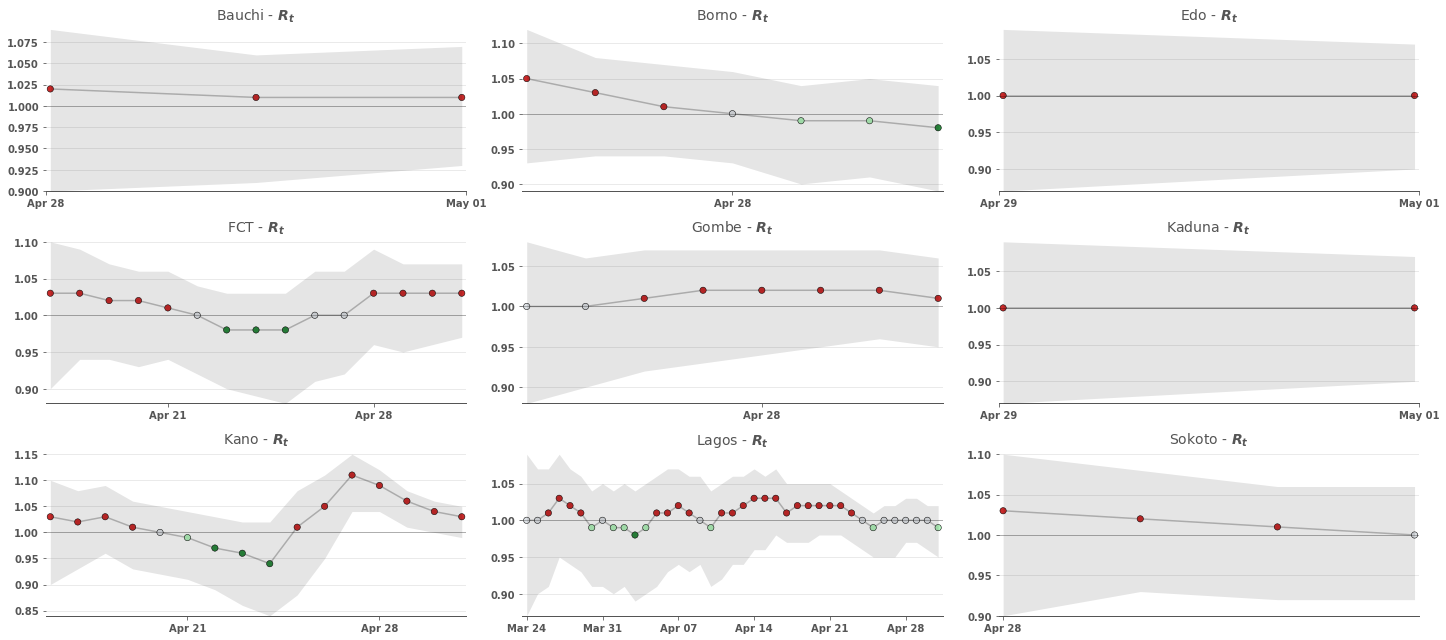 Bauchi - Rt
1.075
1.050
1.025
1.000
0.975
0.950
0.925
0.900
Apr 28
May 01
Borno - Rt
1.10
1.05
1.00
0.95
0.90
Apr 28
Edo - Rt
1.05
1.00
0.95
0.90
Apr 29
May 01
FCT - Rt
1.10
1.05
1.00
0.95
0.90
Apr 21
Apr 28
Gombe - Rt
1.05
1.00
0.95
0.90
Apr 28
Kaduna - Rt
1.05
1.00
0.95
0.90
Apr 29
May 01
Kano - Rt
1.15
1.10
1.05
1.00
0.95
0.90
0.85
Apr 21
Apr 28
Lagos - Rt
1.05
1.00
0.95
0.90
Mar 24
Mar 31
Apr 07
Apr 14
Apr 21
Apr 28
Sokoto - Rt
1.10
1.05
1.00
0.95
0.90
Apr 28